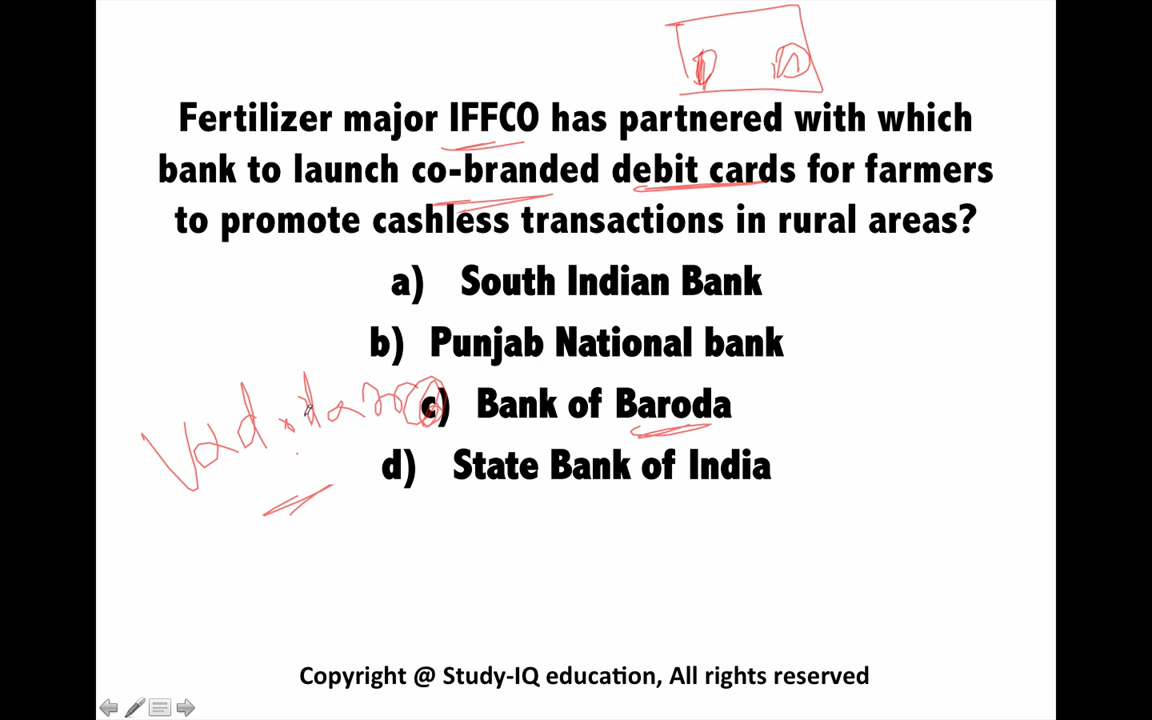 Fertilizer major IFFCO has partnered with which
bank to launch co-branded debit cards for farmers
to promote cashless transactions in rural areas?
a) South Indian Bank
b) Punjab National bank
c) Bank of Baroda
d) State Bank of India
Copyright @ Study-IQ education, All rights reserved